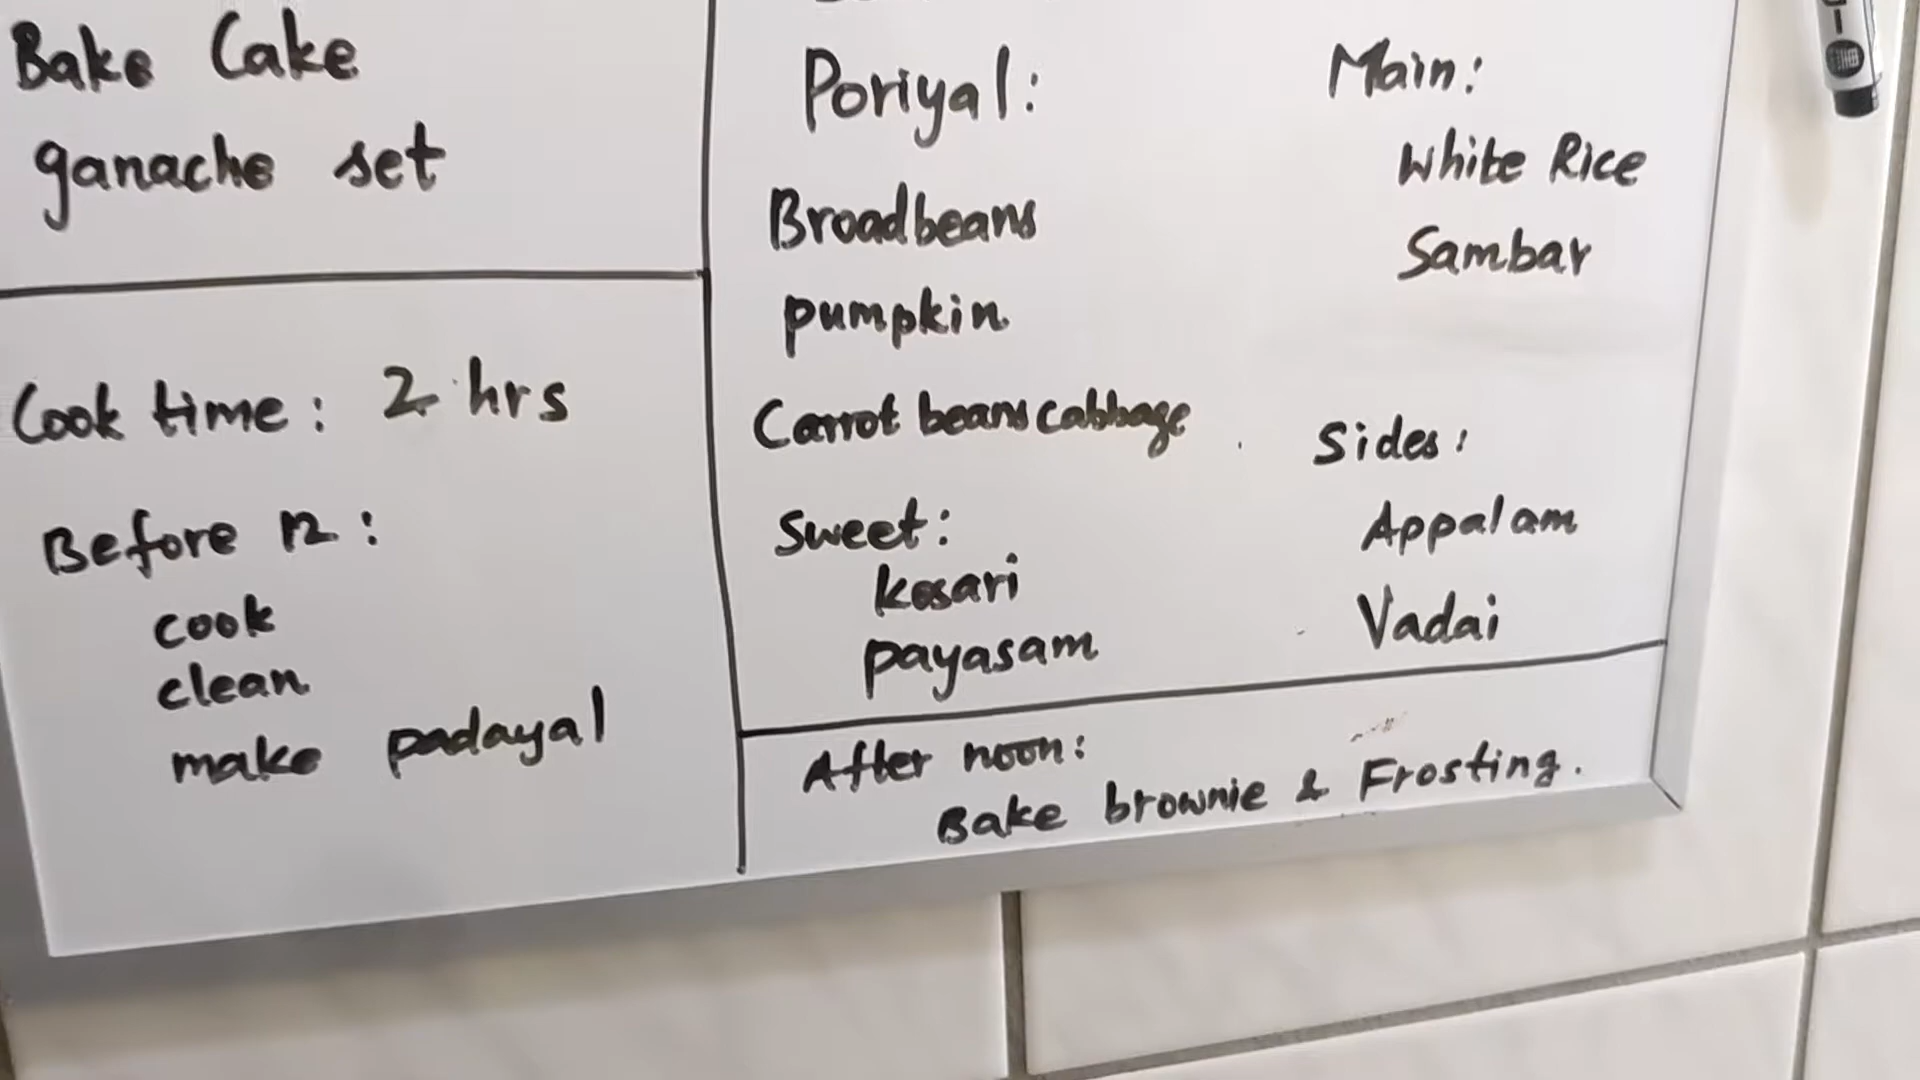 Bake Cake
ganache set
Cook time: 2 hrs
Before 12:
cook
clean
make padayal
Poriyal:
Broadbeans
pumpkin
Carrot beans cabbage
Sweet:
kesari
payasam
Main:
White Rice
Sambar
Sides:
Appalam
Vadai
After noon:
Bake brownie & Frosting.